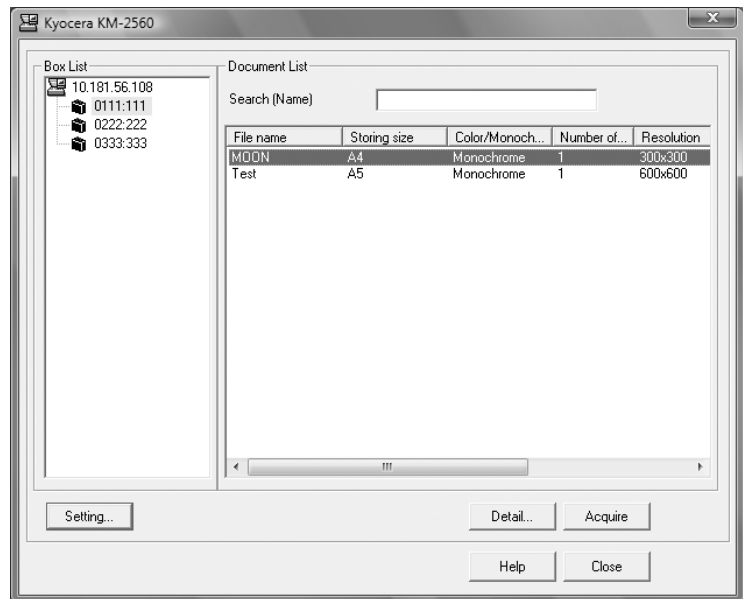 Kyocera KM-2560
Box List
10.181.56.108
0111:111
0222:222
0333:333
Document List
Search (Name)
File name Storing size Color/Monoch... Number of... Resolution
MOON A4 Monochrome 1 300x300
Test A5 Monochrome 1 600x600
Setting... Detail... Acquire
Help Close